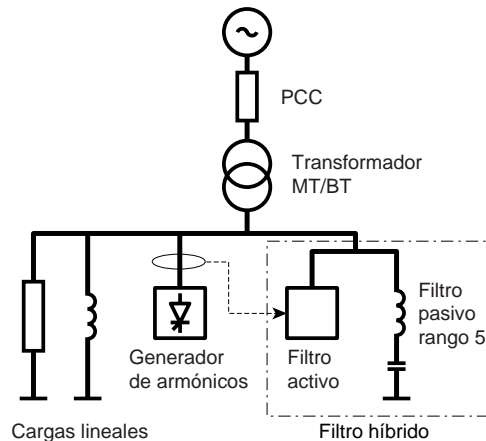 PCC
Transformador
MT/BT
Generador
de armónicos
Filtro
activo
Filtro
pasivo
rango 5
Cargas lineales
Filtro híbrido